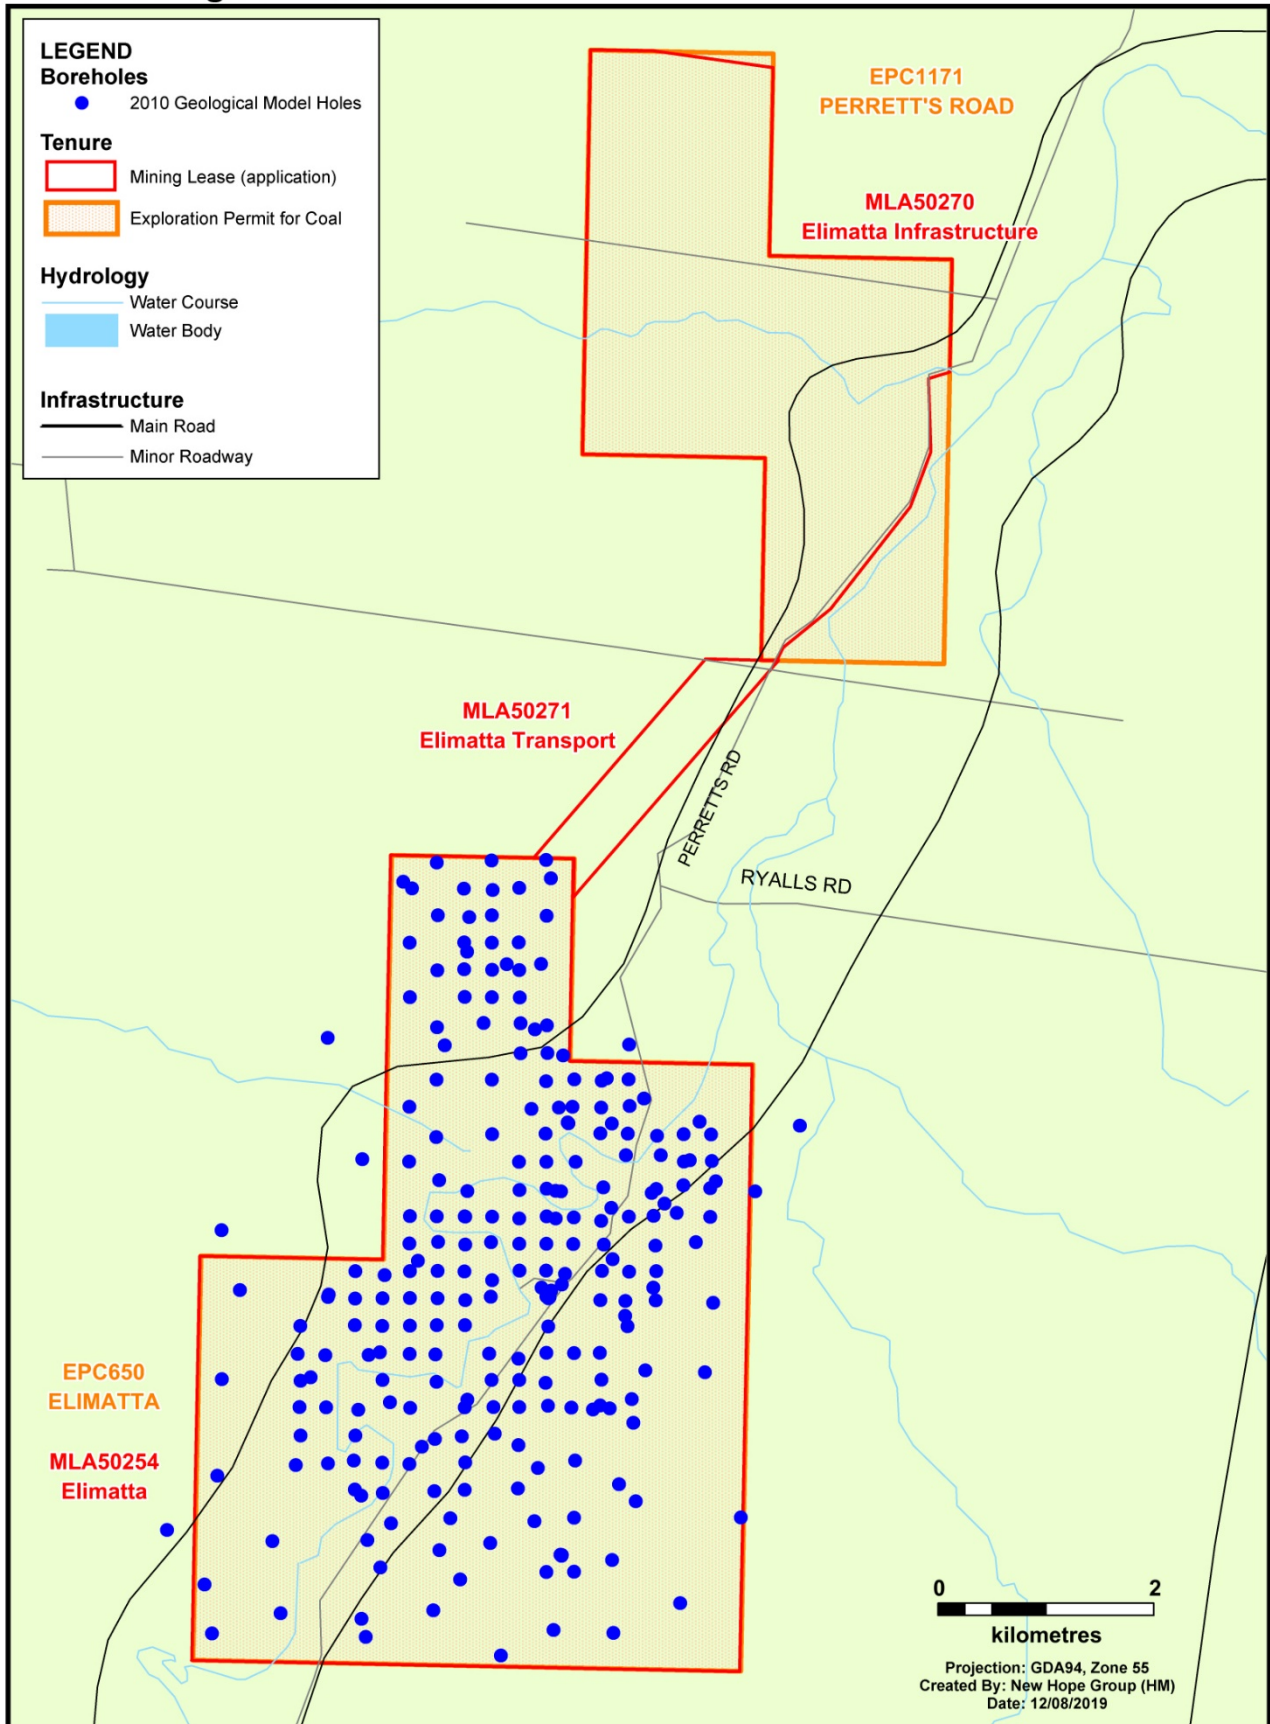 LEGEND
Boreholes
2010 Geological Model Holes
Tenure
Mining Lease (application)
Exploration Permit for Coal
Hydrology
Water Course
Water Body
Infrastructure
Main Road
Minor Roadway
EPC1171
PERRETT'S ROAD
MLA50270
Elimatta Infrastructure
MLA50271
Elimatta Transport
PERRETTS RD
RYALLS RD
EPC650
ELIMATTA
MLA50254
Elimatta
0 2
kilometres
Projection: GDA94, Zone 55
Created By: New Hope Group (HM)
Date: 12/08/2019